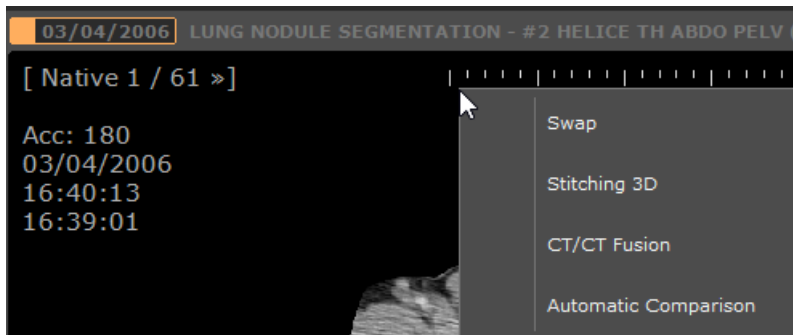 03/04/2006 LUNG NODULE SEGMENTATION - #2 HELICE TH ABDO PELV (
[ Native 1 / 61 »]
Acc: 180
03/04/2006
16:40:13
16:39:01
Swap
Stitching 3D
CT/CT Fusion
Automatic Comparison